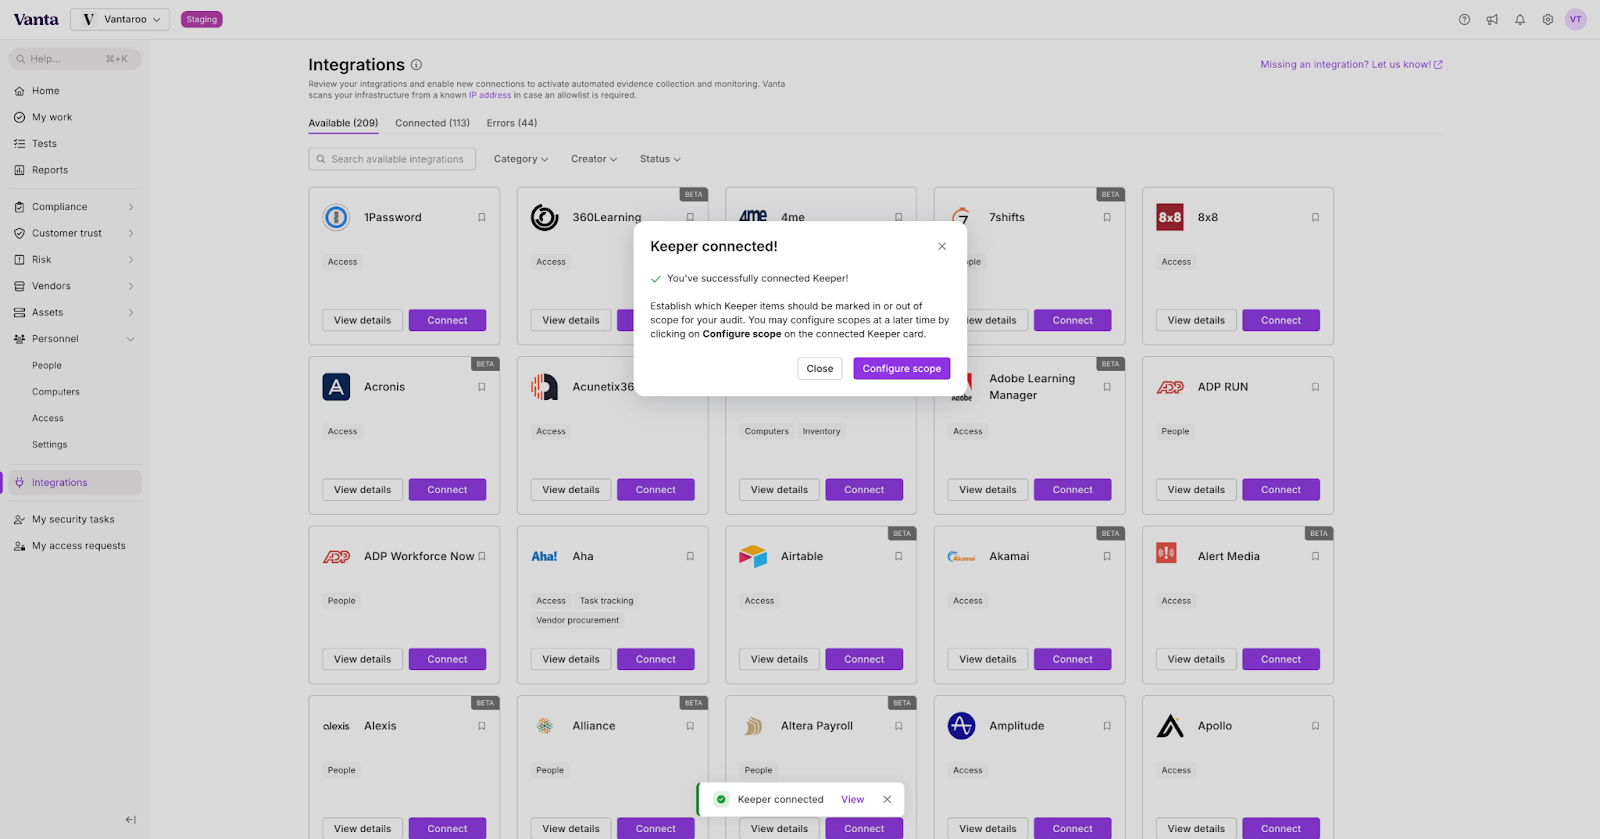 Vanta
V Vantaroo
Staging
VT
Help...
⌘+K
Home
My work
Tests
Reports
Compliance
Customer trust
Risk
Vendors
Assets
Personnel
People
Computers
Access
Settings
Integrations
My security tasks
My access requests
Integrations
Missing an integration? Let us know!
Review your integrations and enable new connections to activate automated evidence collection and monitoring. Vanta
scans your infrastructure from a known IP address in case an allowlist is required.
Available (209) Connected (113) Errors (44)
Search available integrations
Category Creator Status
1Password
Access
View details Connect
BETA
360Learning
Access
View details
4me
4me
BETA
7
7shifts
ople
iew details Connect
8x8
8x8
Access
View details Connect
Keeper connected!
You've successfully connected Keeper!
Establish which Keeper items should be marked in or out of
scope for your audit. You may configure scopes at a later time by
clicking on Configure scope on the connected Keeper card.
Close Configure scope
BETA
A
Acronis
Access
View details Connect
Acunetix36
Access
View details Connect
Computers Inventory
View details Connect
BETA
Adobe
Adobe Learning
Manager
Access
View details Connect
ADP
ADP RUN
People
View details Connect
ADP
ADP Workforce Now
People
View details Connect
Aha!
Aha
Access Task tracking
Vendor procurement
View details Connect
BETA
Airtable
Access
View details Connect
BETA
Akamai
Akamai
Access
View details Connect
BETA
Alert Media
Access
View details Connect
BETA
alexis
Alexis
People
View details Connect
BETA
Alliance
People
View details Connect
BETA
Altera Payroll
People
View details Connect
Amplitude
Access
View details Connect
Apollo
Access
View details Connect
Keeper connected View